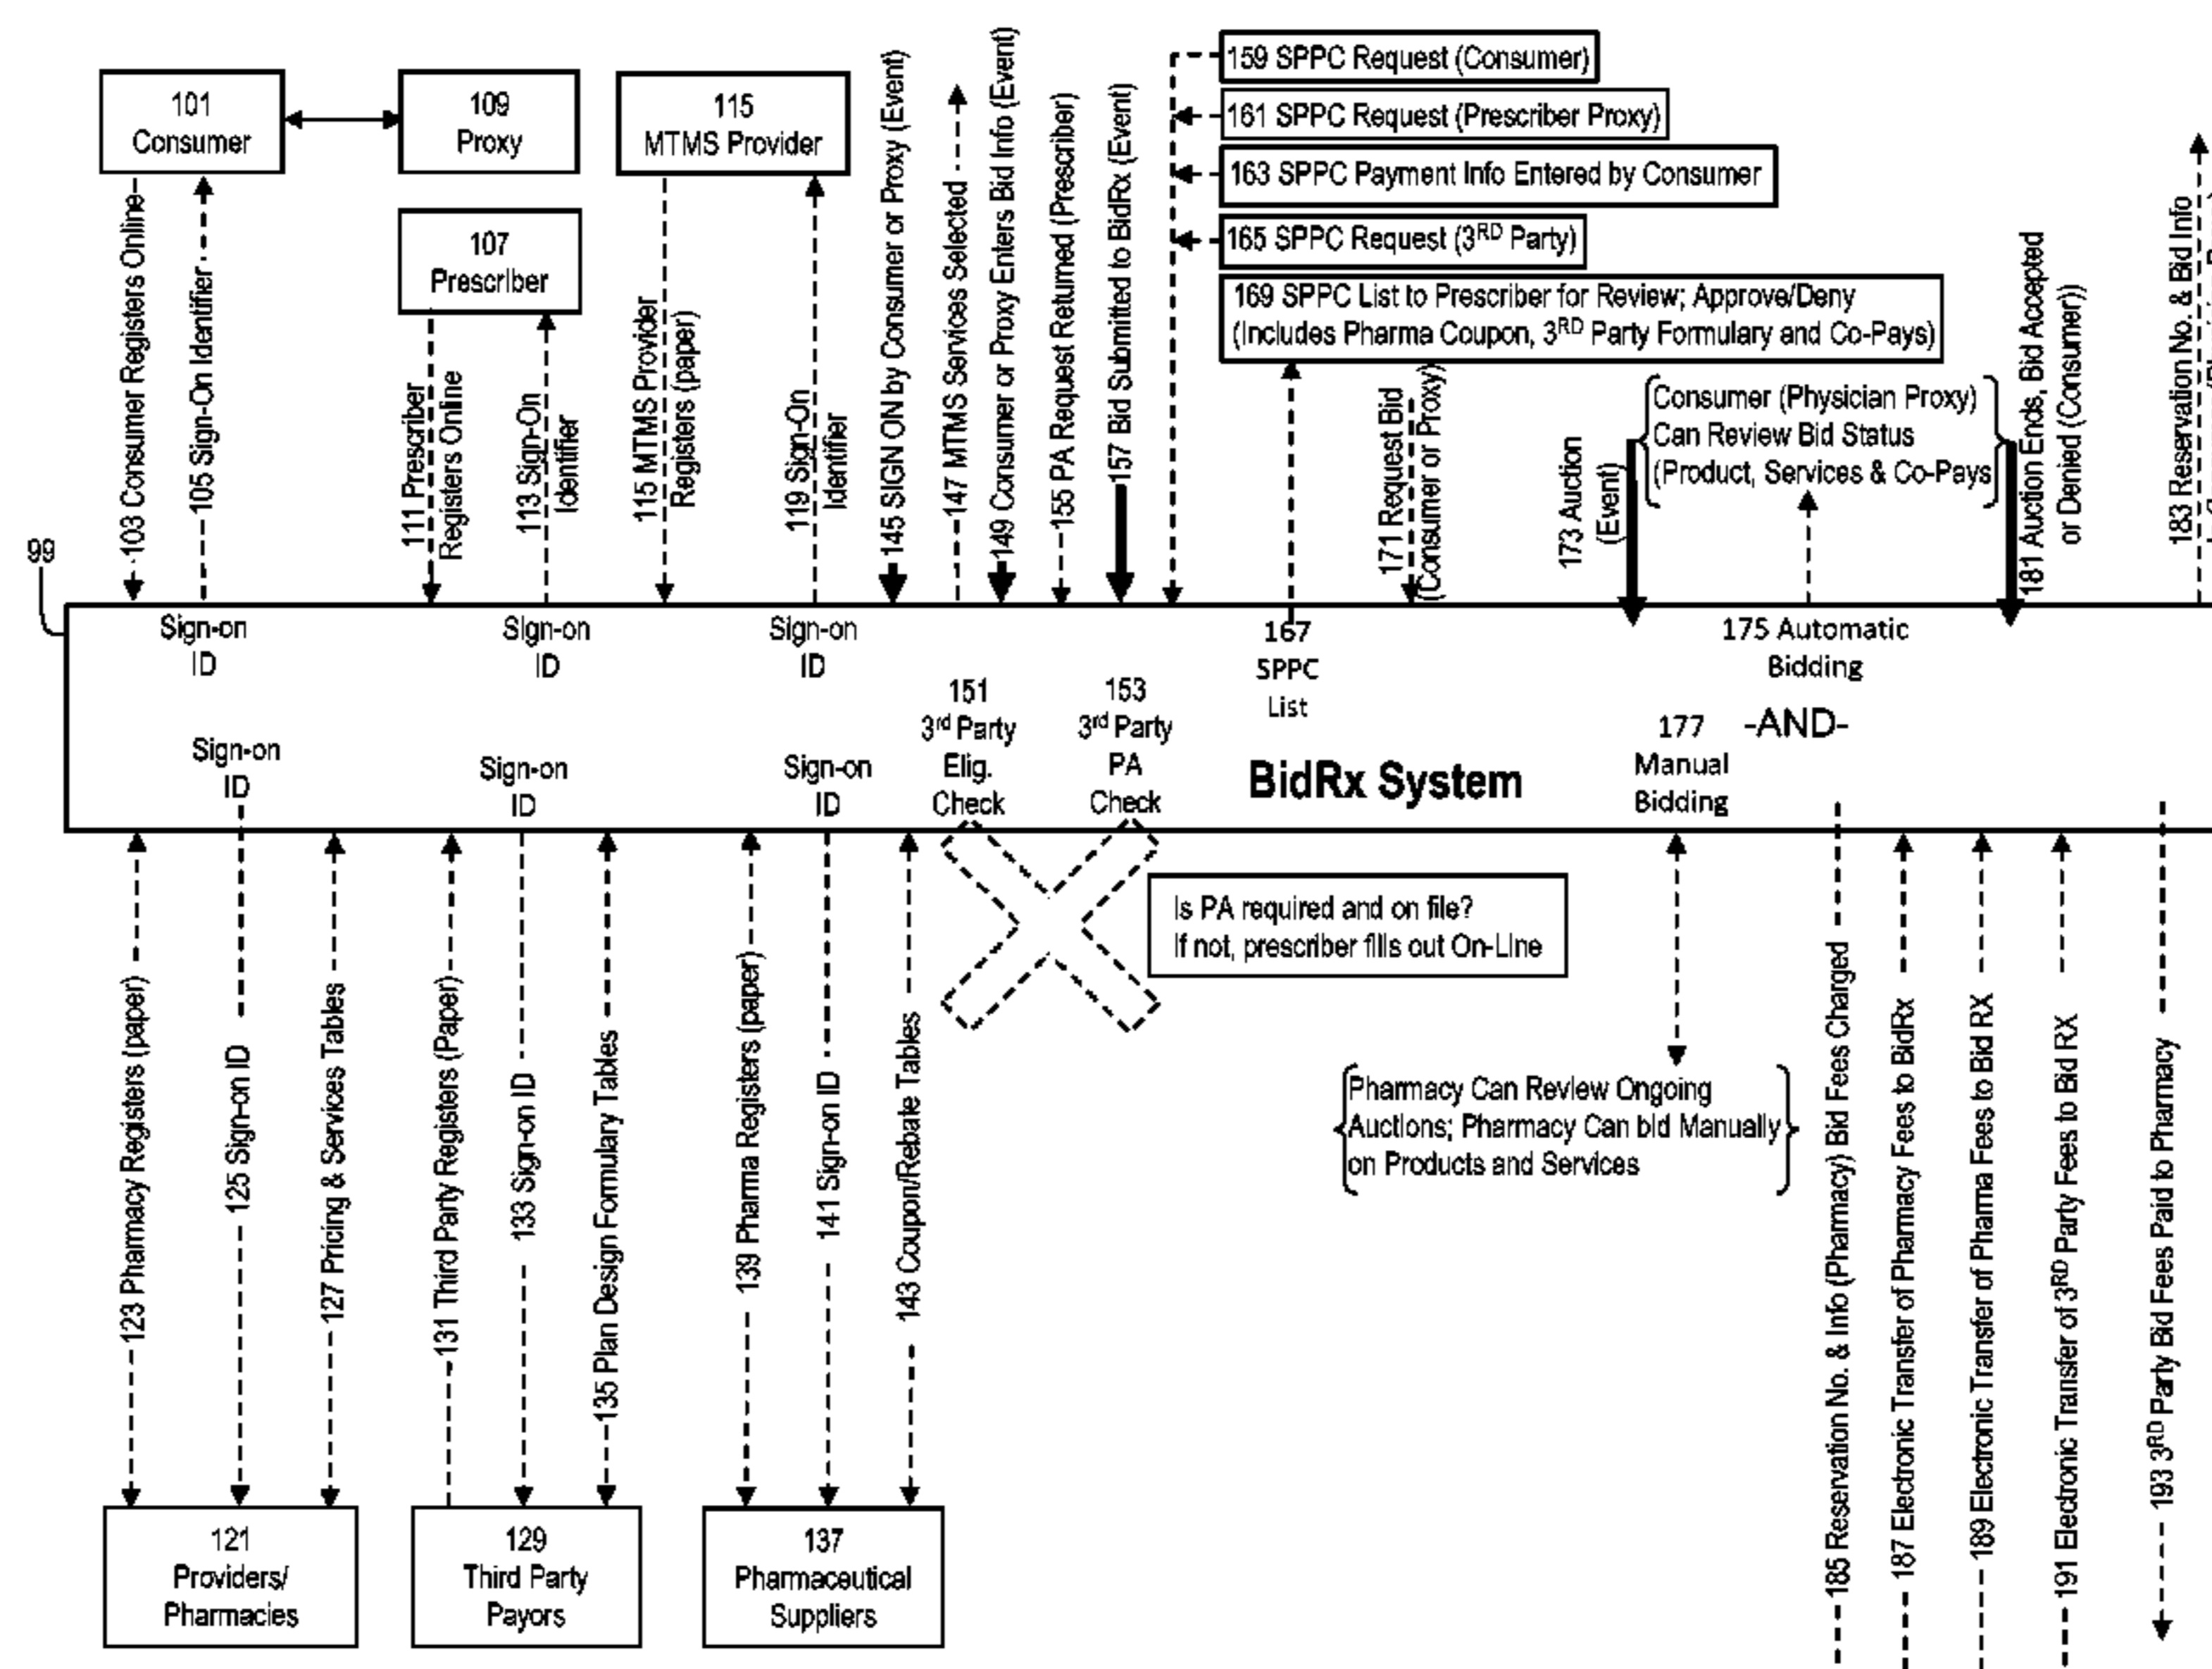 101
Consumer
109
Proxy
115
MTMS Provider
107
Prescriber
103 Consumer Registers Online
105 Sign-On Identifier
111 Prescriber
Registers Online
113 Sign-On
Identifier
115 MTMS Provider
Registers (paper)
119 Sign-On
Identifier
145 SIGN ON by Consumer or Proxy (Event)
147 MTMS Services Selected
149 Consumer or Proxy Enters Bid Info (Event)
155 PA Request Returned (Prescriber)
157 Bid Submitted to BidRx (Event)
159 SPPC Request (Consumer)
161 SPPC Request (Prescriber Proxy)
163 SPPC Payment Info Entered by Consumer
165 SPPC Request (3RD Party)
169 SPPC List to Prescriber for Review; Approve/Deny
(Includes Pharma Coupon, 3RD Party Formulary and Co-Pays)
171 Request Bid
(Consumer or Proxy)
173 Auction
(Event)
Consumer (Physician Proxy)
Can Review Bid Status
(Product, Services & Co-Pays
181 Auction Ends, Bid Accepted
or Denied (Consumer))
183 Reservation No. & Bid Info
99
Sign-on
ID
Sign-on
ID
Sign-on
ID
167
SPPC
List
175 Automatic
Bidding
-AND-
177
Manual
Bidding
151
3rd Party
Elig.
Check
153
3rd Party
PA
Check
BidRx System
Sign-on
ID
Sign-on
ID
Sign-on
ID
Is PA required and on file?
If not, prescriber fills out On-Line
123 Pharmacy Registers (paper)
125 Sign-on ID
127 Pricing & Services Tables
131 Third Party Registers (Paper)
133 Sign-on ID
135 Plan Design Formulary Tables
139 Pharma Registers (paper)
141 Sign-on ID
143 Coupon/Rebate Tables
Pharmacy Can Review Ongoing
Auctions; Pharmacy Can bid Manually
on Products and Services
185 Reservation No. & Info (Pharmacy) Bid Fees Charged
187 Electronic Transfer of Pharmacy Fees to BidRx
189 Electronic Transfer of Pharma Fees to Bid RX
191 Electronic Transfer of 3RD Party Fees to Bid RX
193 3RD Party Bid Fees Paid to Pharmacy
121
Providers/
Pharmacies
129
Third Party
Payors
137
Pharmaceutical
Suppliers